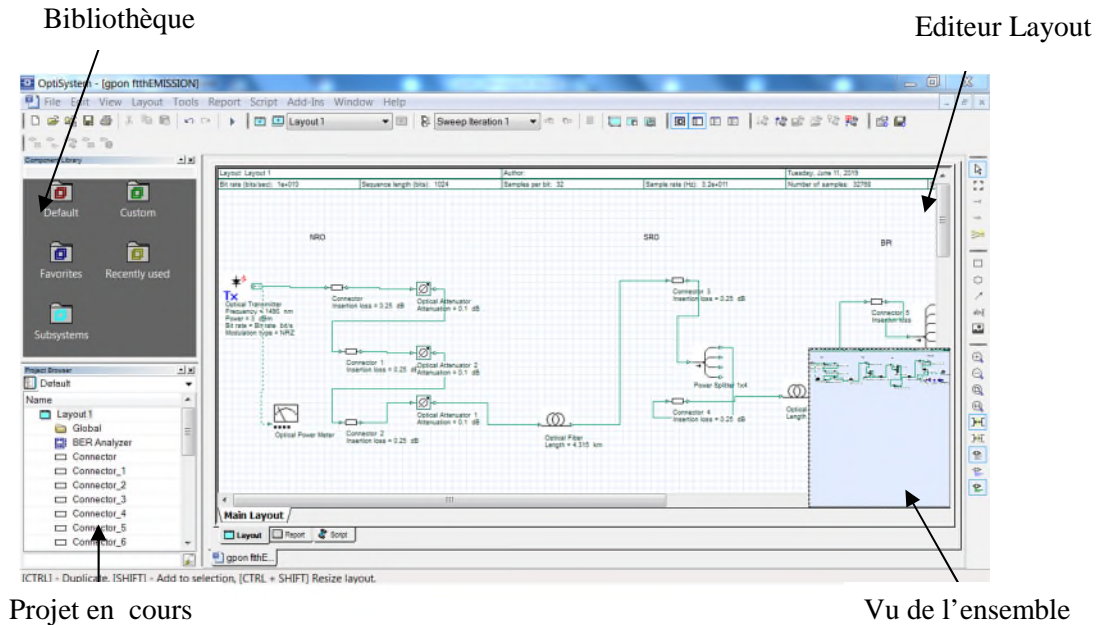 Bibliothèque
Editeur Layout
OptiSystem - [gpon ftthEMISSION]
File Edit View Layout Tools Report Script Add-Ins Window Help
Layout 1
Sweep Iteration 1
Component Library
Default
Custom
Favorites
Recently used
Subsystems
Layout: Layout 1
Author:
Tuesday, June 11, 2019
Bit rate (bits/sec): 1e+010
Sequence length (bits): 1024
Samples per bit: 32
Sample rate (Hz): 3.2e+011
Number of samples: 32768
NRO
SRO
BPI
Tx
Optical Transmitter
Frequency = 1490 nm
Power = 3 dBm
Bit rate = Bit rate bit/s
Modulation type = NRZ
Connector
Insertion loss = 0.25 dB
Optical Attenuator
Attenuation = 0.1 dB
Connector 1
Insertion loss = 0.25 dB
Optical Attenuator 2
Attenuation = 0.1 dB
Optical Power Meter
Connector 2
Insertion loss = 0.25 dB
Optical Attenuator 1
Attenuation = 0.1 dB
Optical Fiber
Length = 4.315 km
Connector 3
Insertion loss = 0.25 dB
Power Splitter 1x4
Connector 4
Insertion loss = 0.25 dB
Connector 5
Insertion loss
Optical
Length
Project Browser
Default
Name
Layout 1
Global
BER Analyzer
Connector
Connector_1
Connector_2
Connector_3
Connector_4
Connector_5
Connector_6
Main Layout
Layout
Report
Script
gpon ftthE...
[CTRL] - Duplicate, [SHIFT] - Add to selection, [CTRL + SHIFT] Resize layout.
Projet en cours
Vu de l’ensemble